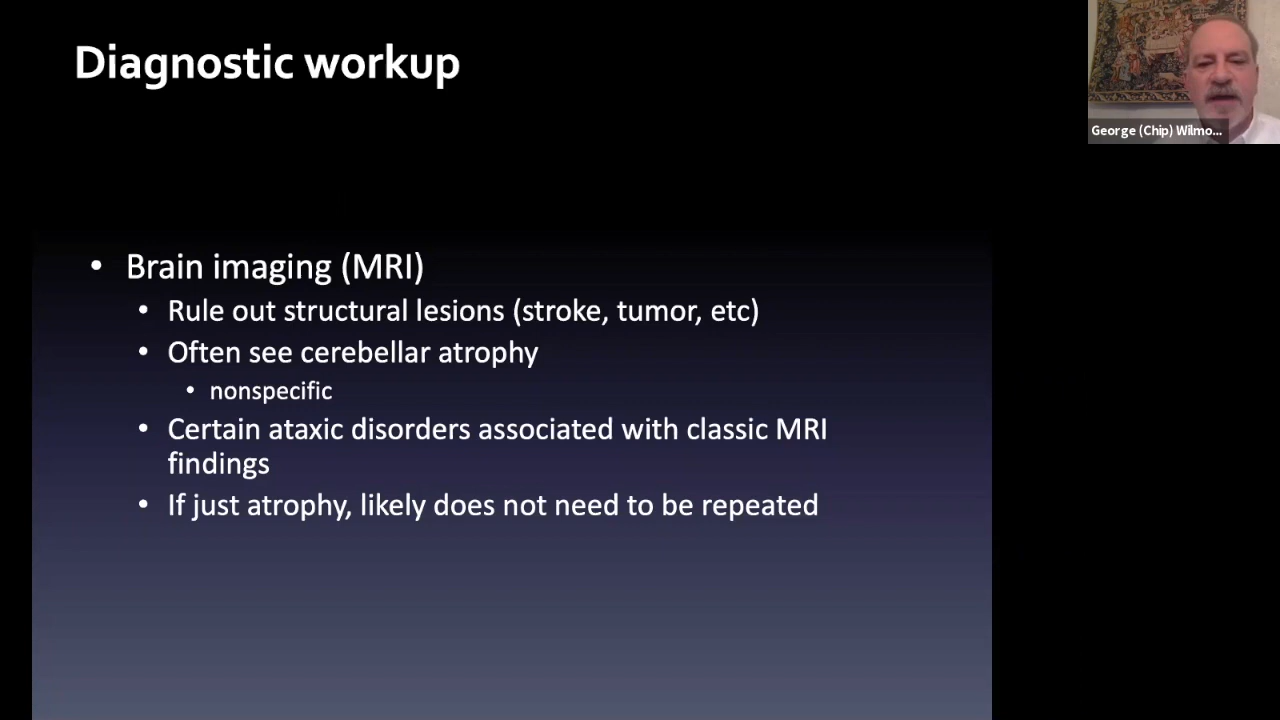 Diagnostic workup
George (Chip) Wilmo...
• Brain imaging (MRI)
• Rule out structural lesions (stroke, tumor, etc)
• Often see cerebellar atrophy
• nonspecific
• Certain ataxic disorders associated with classic MRI
findings
• If just atrophy, likely does not need to be repeated